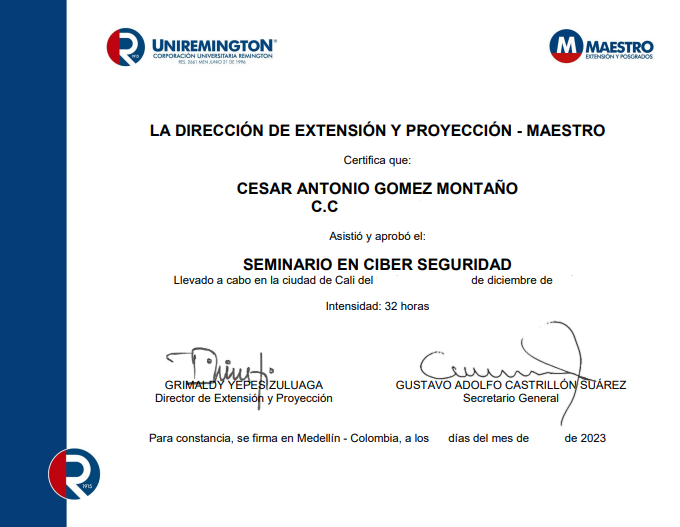 UNIREMINGTON®
CORPORACIÓN UNIVERSITARIA REMINGTON
RES. 2661 MEN JUNIO 21 DE 1996
1915
M MAESTRO
EXTENSIÓN Y POSGRADOS
LA DIRECCIÓN DE EXTENSIÓN Y PROYECCIÓN - MAESTRO
Certifica que:
CESAR ANTONIO GOMEZ MONTAÑO
C.C
Asistió y aprobó el:
SEMINARIO EN CIBER SEGURIDAD
Llevado a cabo en la ciudad de Cali del de diciembre de
Intensidad: 32 horas
GRIMALDY YEPES ZULUAGA
Director de Extensión y Proyección
GUSTAVO ADOLFO CASTRILLÓN SUÁREZ
Secretario General
Para constancia, se firma en Medellín - Colombia, a los días del mes de de 2023
R 1915